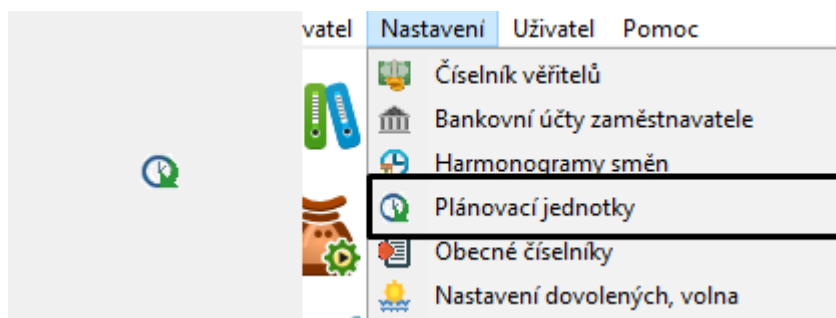 vatel Nastavení Uživatel Pomoc
Číselník věřitelů
Bankovní účty zaměstnavatele
Harmonogramy směn
Plánovací jednotky
Obecné číselníky
Nastavení dovolených, volna